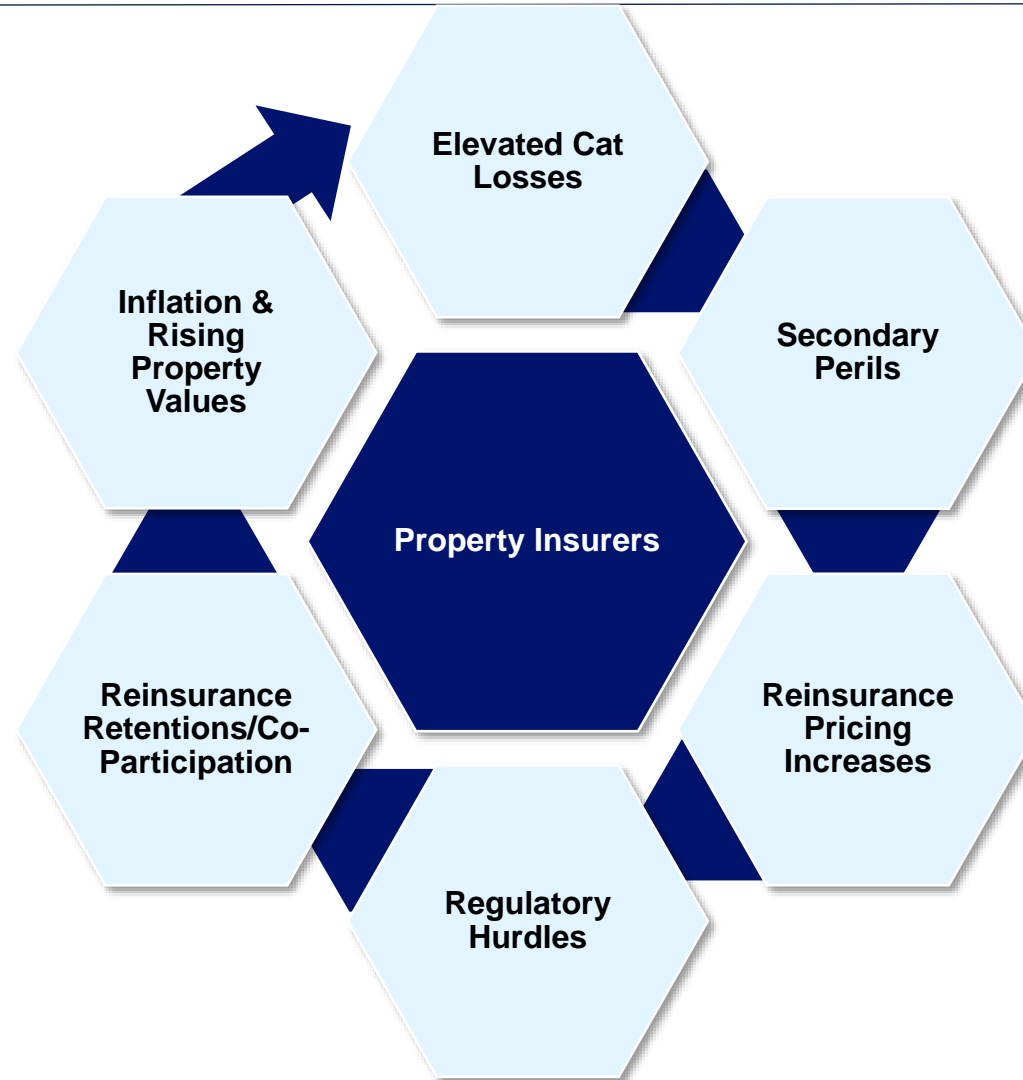 Elevated Cat
Losses
Secondary
Perils
Reinsurance
Pricing
Increases
Regulatory
Hurdles
Reinsurance
Retentions/Co-
Participation
Inflation &
Rising
Property
Values
Property Insurers